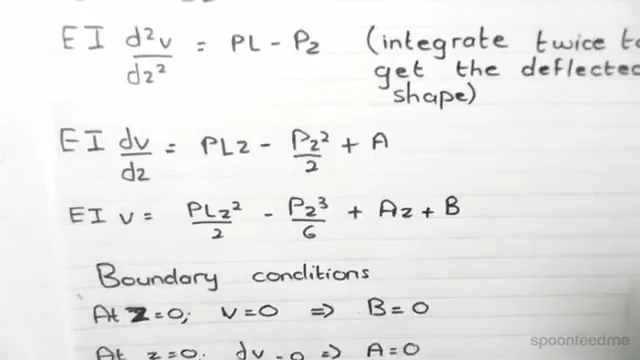 EI d²v/dz² = PL - Pz (integrate twice to
get the deflected
shape)
EI dv/dz = PLz - Pz²/2 + A
EI v = PLz²/2 - Pz³/6 + Az + B
Boundary conditions
At z=0; v=0 ⇒ B=0
At z=0; dv =0 ⇒ A=0
spoonfeedme